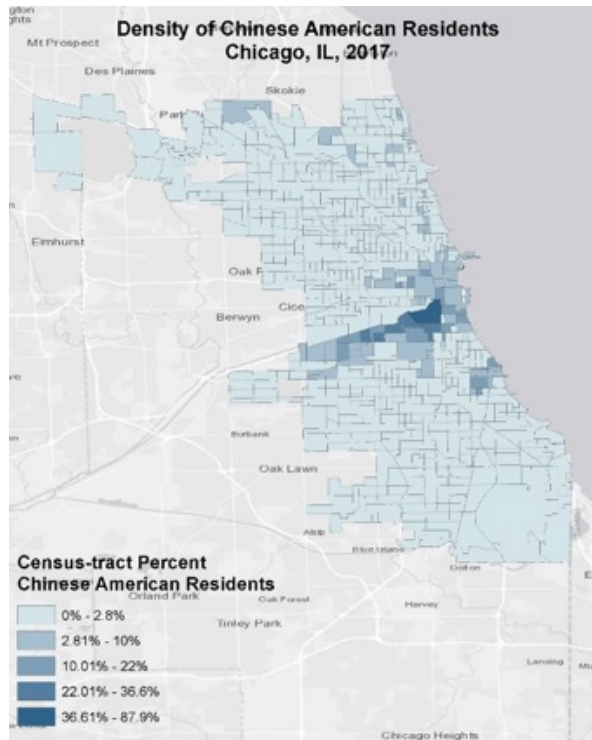 Density of Chinese American Residents
Chicago, IL, 2017
Mt Prospect
Des Plaines
Skokie
Elmhurst
Oak
Berwyn
Burbank
Oak Lawn
Alsip
Blue Island
Dolton
Census-tract Percent
Chinese American Residents
0% - 2.8%
2.81% - 10%
10.01% - 22%
22.01% - 36.6%
36.61% - 87.9%
Orland Park
Oak Forest
Harvey
Tinley Park
Lansing
Chicago Heights